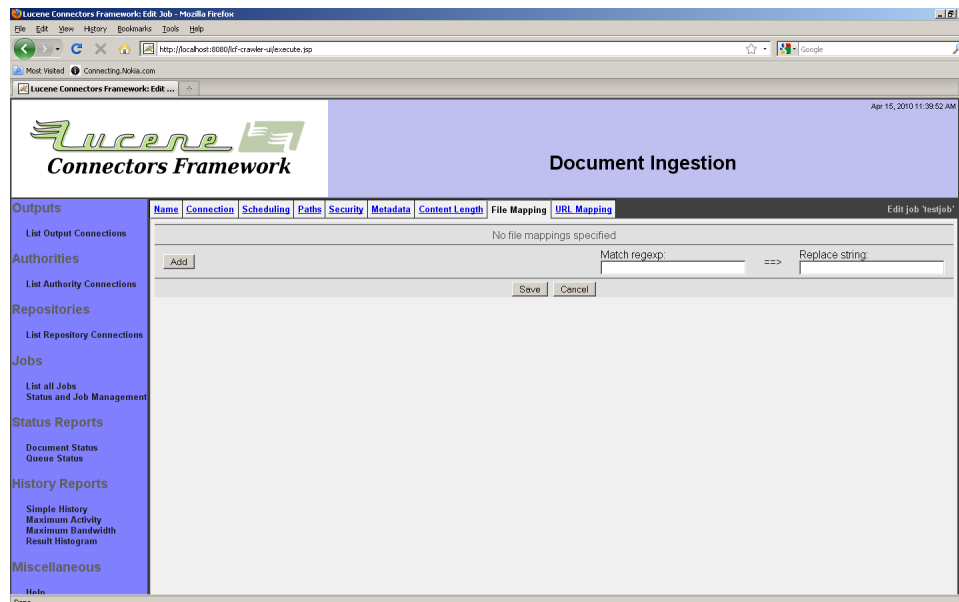 Lucene Connectors Framework: Edit Job - Mozilla Firefox
File Edit View History Bookmarks Tools Help
http://localhost:8080/lcf-crawler-ui/execute.jsp
Google
Most Visited Connecting.Nokia.com
Lucene Connectors Framework: Edit ...
Apr 15, 2010 11:39:52 AM
Lucene
Connectors Framework
Document Ingestion
Outputs
Name Connection Scheduling Paths Security Metadata Content Length File Mapping URL Mapping
Edit job 'testjob'
List Output Connections
No file mappings specified
Authorities
Add
Match regexp:
==>
Replace string:
List Authority Connections
Save Cancel
Repositories
List Repository Connections
Jobs
List all Jobs
Status and Job Management
Status Reports
Document Status
Queue Status
History Reports
Simple History
Maximum Activity
Maximum Bandwidth
Result Histogram
Miscellaneous
Help
Done